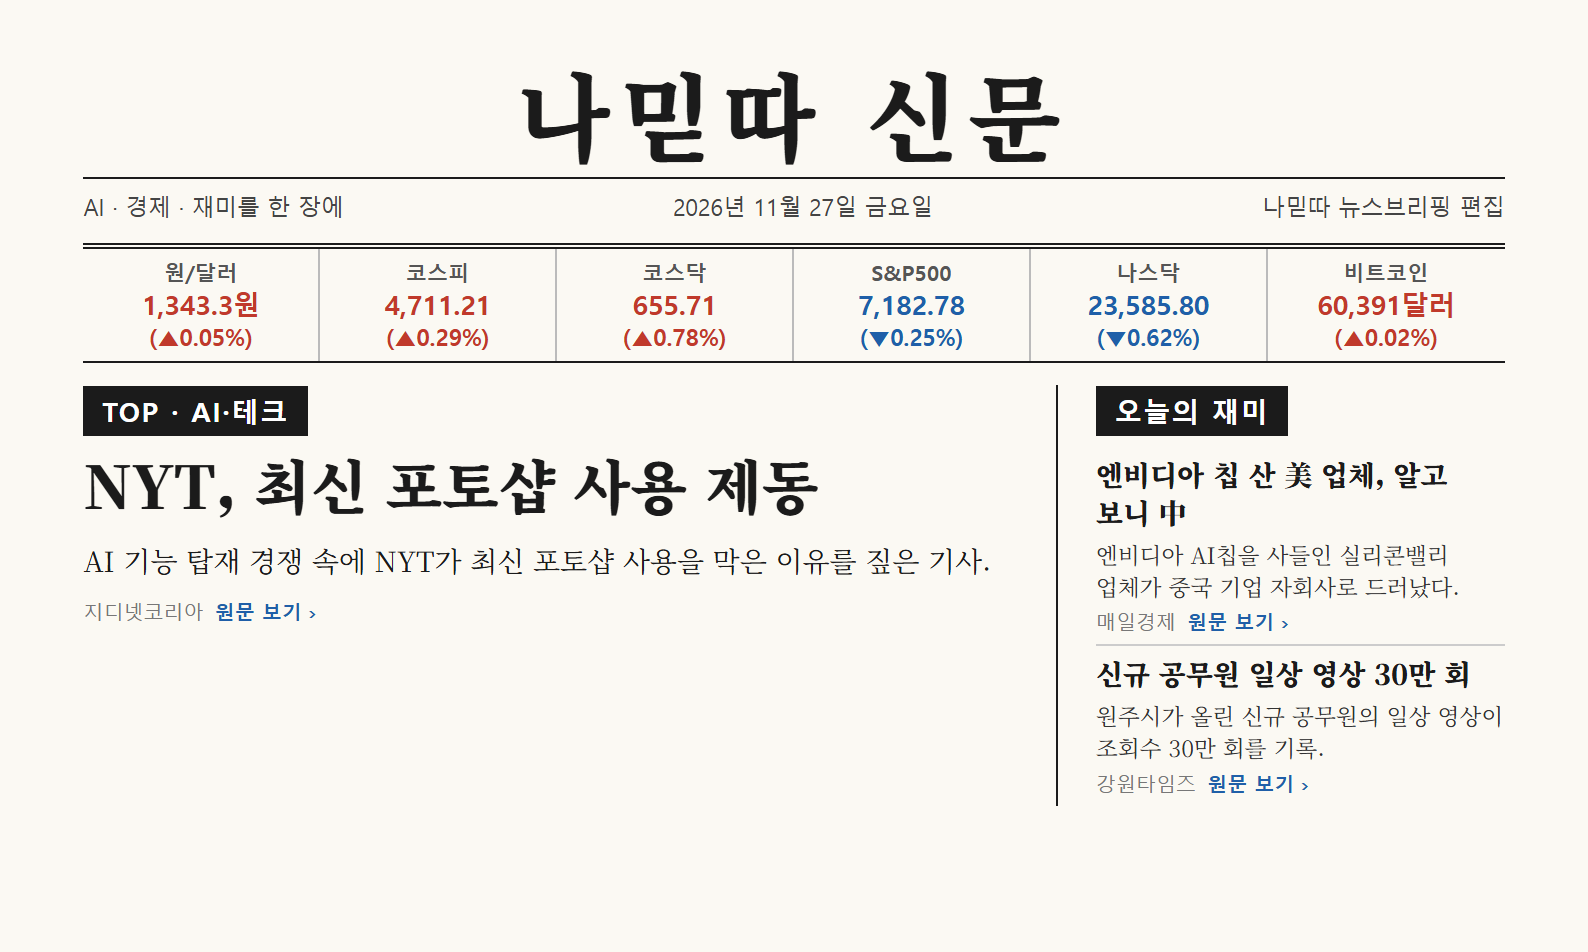 나믿따 신문
AI · 경제 · 재미를 한 장에
2026년 11월 27일 금요일
나믿따 뉴스브리핑 편집
원/달러
1,343.3원
(▲0.05%)
코스피
4,711.21
(▲0.29%)
코스닥
655.71
(▲0.78%)
S&P500
7,182.78
(▼0.25%)
나스닥
23,585.80
(▼0.62%)
비트코인
60,391달러
(▲0.02%)
TOP · AI·테크
NYT, 최신 포토샵 사용 제동
AI 기능 탑재 경쟁 속에 NYT가 최신 포토샵 사용을 막은 이유를 짚은 기사.
지디넷코리아 원문 보기 ›
오늘의 재미
엔비디아 칩 산 美 업체, 알고
보니 中
엔비디아 AI칩을 사들인 실리콘밸리
업체가 중국 기업 자회사로 드러났다.
매일경제 원문 보기 ›
신규 공무원 일상 영상 30만 회
원주시가 올린 신규 공무원의 일상 영상이
조회수 30만 회를 기록.
강원타임즈 원문 보기 ›